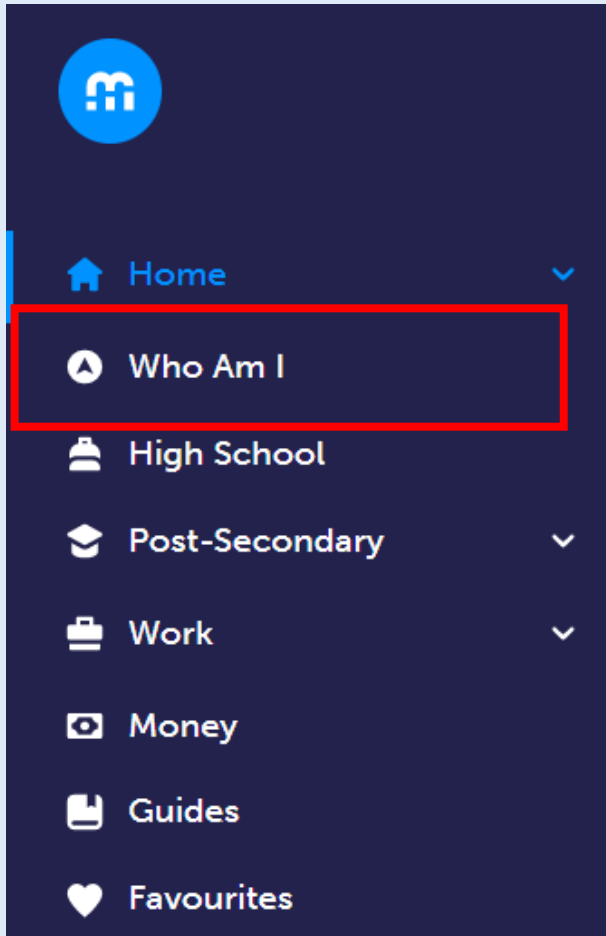 Home
Who Am I
High School
Post-Secondary
Work
Money
Guides
Favourites